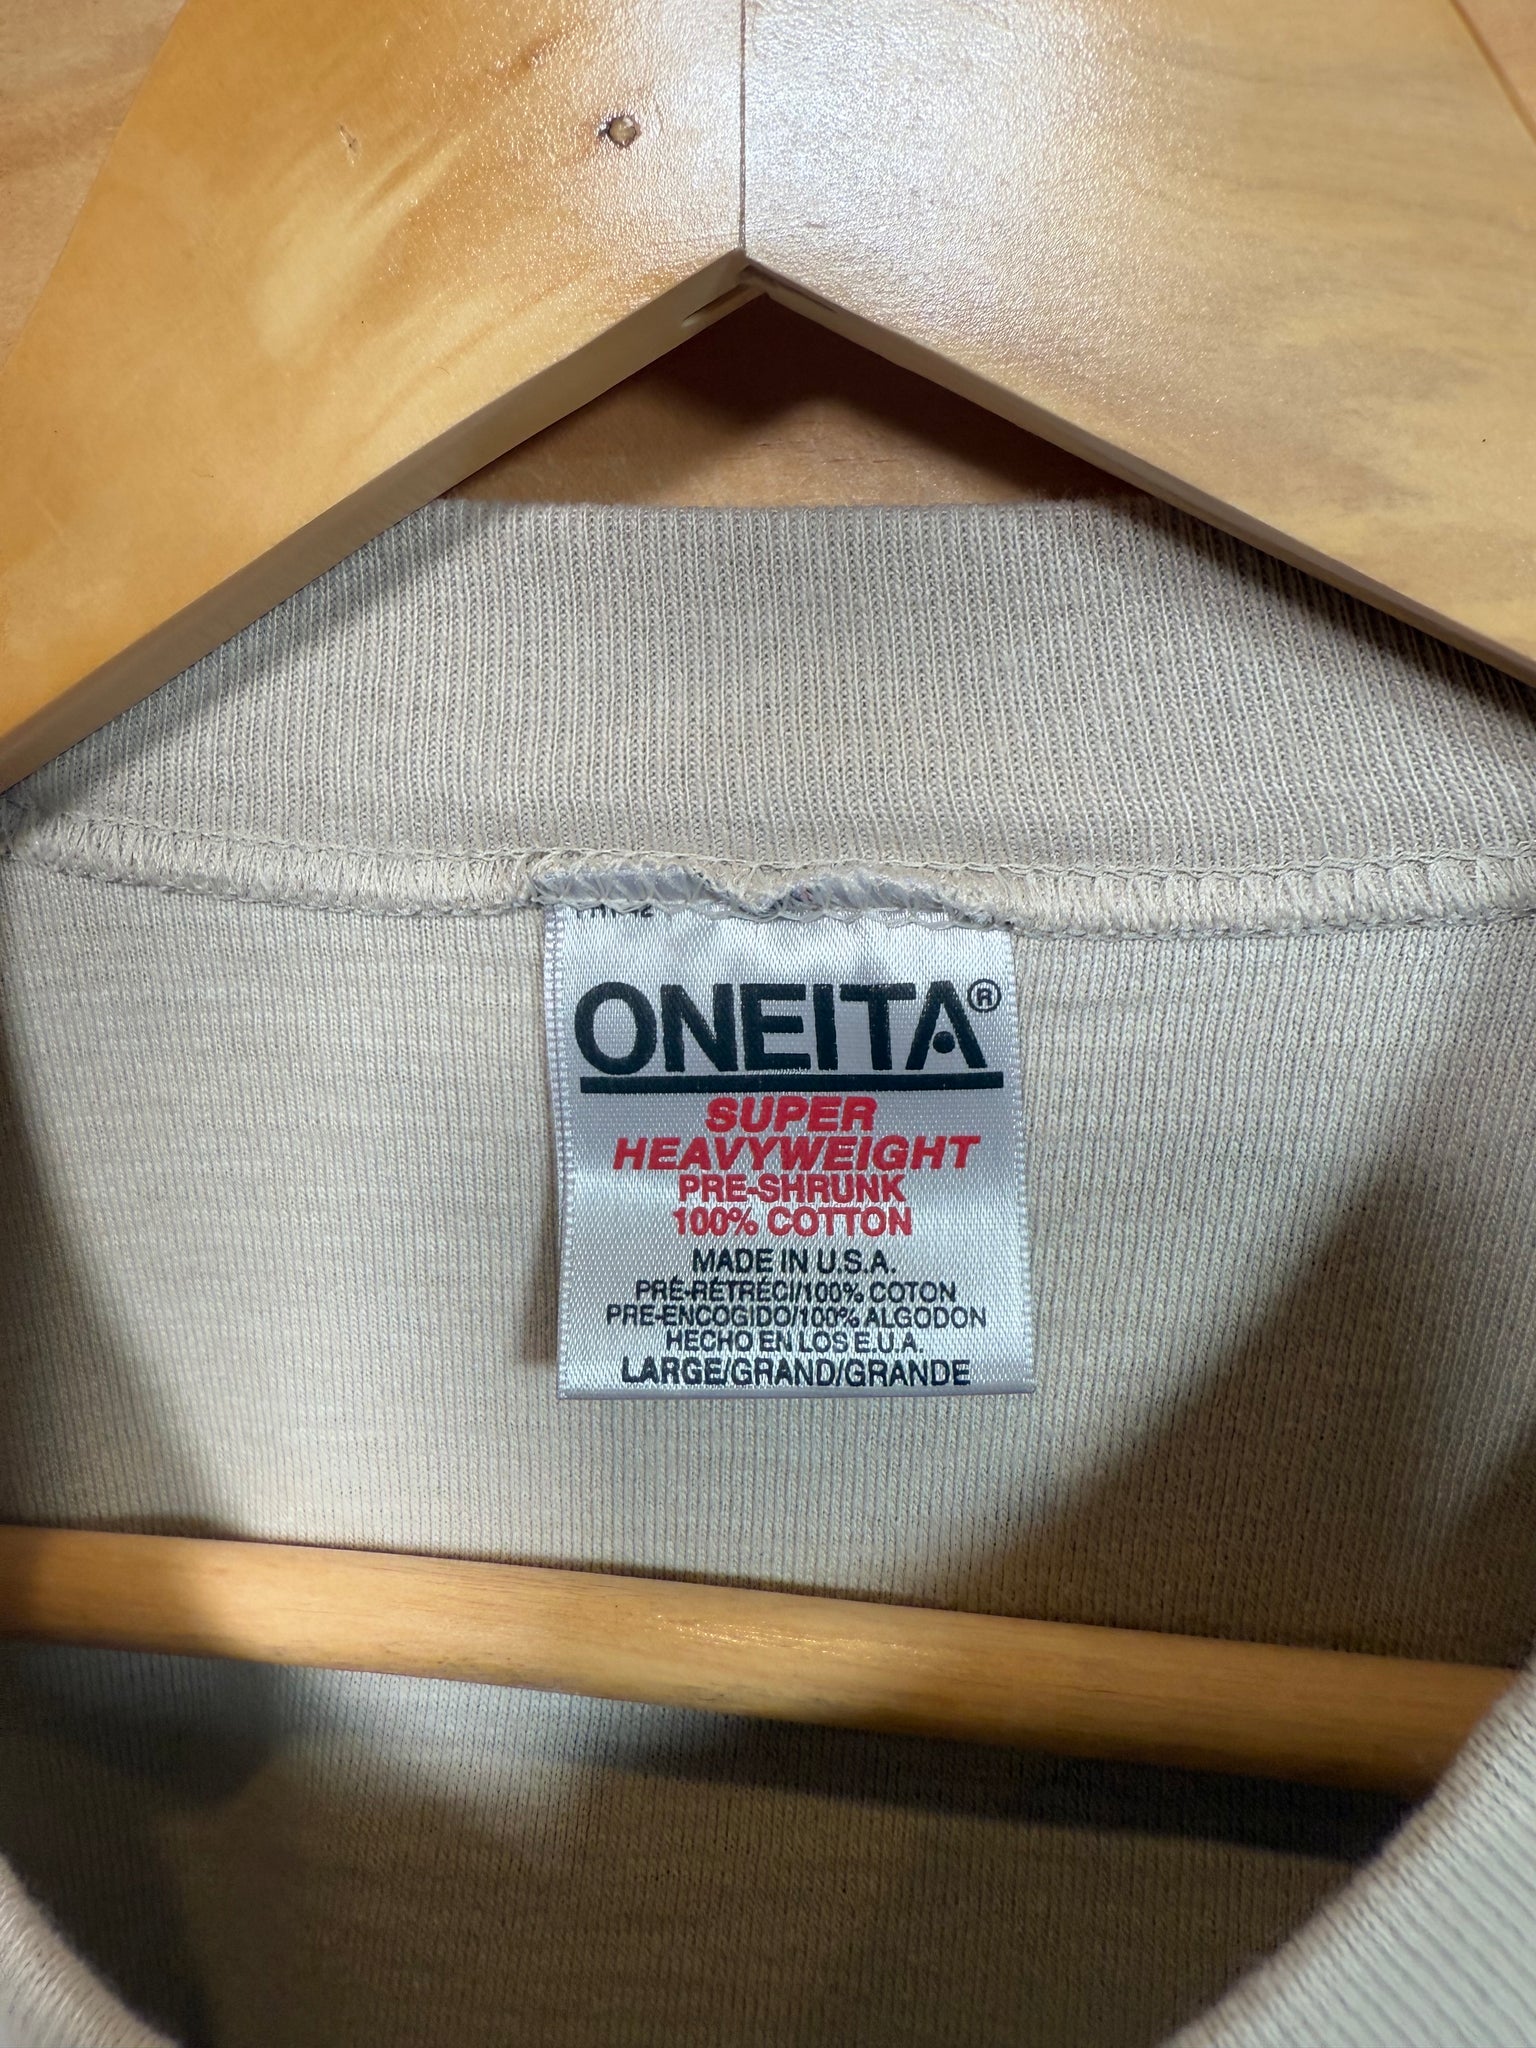 ONEITA®
SUPER
HEAVYWEIGHT
PRE-SHRUNK
100% COTTON
MADE IN U.S.A.
PRÉ-RÉTRÉCI/100% COTON
PRE-ENCOGIDO/100% ALGODON
HECHO EN LOS E.U.A.
LARGE/GRAND/GRANDE